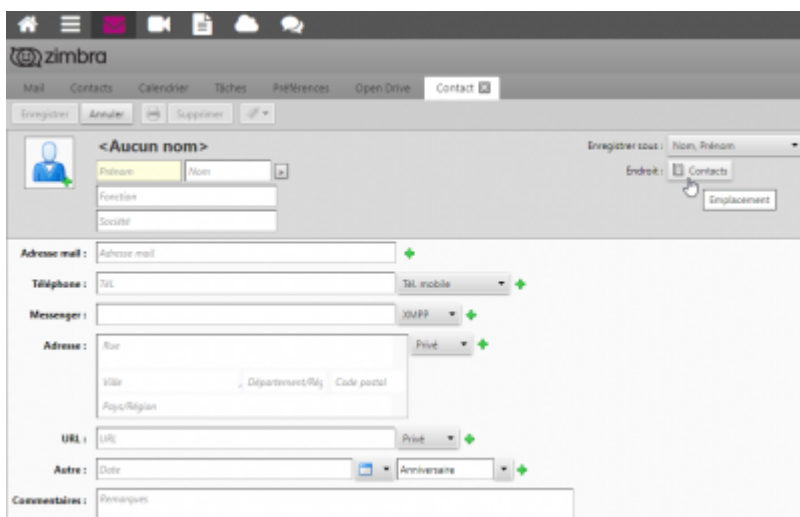 zimbra
Mail Contacts Calendrier Tâches Préférences Open Drive Contact
Enregistrer Annuler Supprimer
<Aucun nom>
Enregistrer sous : Nom, Prénom
Prénom Nom
Endroit : Contacts
Fonction
Emplacement
Société
Adresse mail : Adresse mail
Téléphone : Tél. Tél. mobile
Messenger : XMPP
Adresse : Rue Privé
Ville , Département/Rég Code postal
Pays/Région
URL : URL Privé
Autre : Date Anniversaire
Commentaires : Remarques